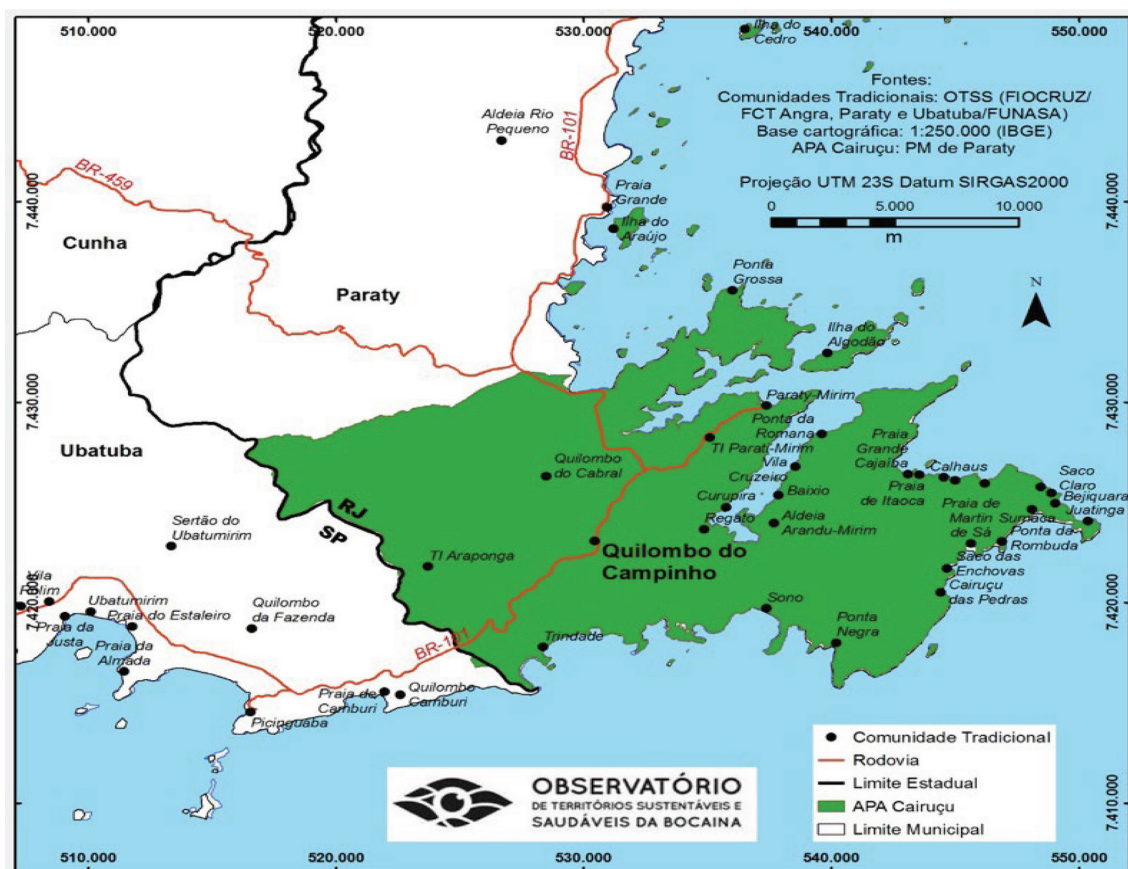 510.000
520.000
530.000
540.000
550.000
Ilha do
Cedro
Fontes:
Comunidades Tradicionais: OTSS (FIOCRUZ/
FCT Angra, Paraty e Ubatuba/FUNASA)
Base cartográfica: 1:250.000 (IBGE)
APA Cairuçu: PM de Paraty
Projeção UTM 23S Datum SIRGAS2000
0
5.000
10.000
m
N
Aldeia Rio
Pequeno
BR-101
BR-459
Praia
Grande
Ilha do
Araújo
7.440.000
7.440.000
Cunha
Paraty
Ponta
Grossa
Ilha do
Algodão
7.430.000
7.430.000
Ubatuba
Paraty-Mirim
Ponta da
Romana
TI Parati-Mirim
Vila
Cruzeiro
Praia
Grande
Cajaíba
Calhaus
Saco
Claro
Quilombo
do Cabral
Praia
de Itaoca
Bejiquara
Juatinga
Curupira
Baixio
Regato
Aldeia
Arandu-Mirim
Praia de
Martin
de Sá
Sumaca
Ponta da
Rombuda
RJ
SP
Sertão do
Ubatumirim
TI Araponga
Quilombo do
Campinho
Saco das
Enchovas
Cairuçu
das Pedras
7.420.000
7.420.000
Vila
Rolim
Ubatumirim
Praia do Estaleiro
Praia da
Justa
Praia da
Almada
Quilombo
da Fazenda
BR-101
Sono
Trindade
Ponta
Negra
Praia de
Camburi
Quilombo
Camburi
Picinguaba
OBSERVATÓRIO
DE TERRITÓRIOS SUSTENTÁVEIS E
SAUDÁVEIS DA BOCAINA
Comunidade Tradicional
Rodovia
Limite Estadual
APA Cairuçu
Limite Municipal
7.410.000
7.410.000
510.000
520.000
530.000
540.000
550.000